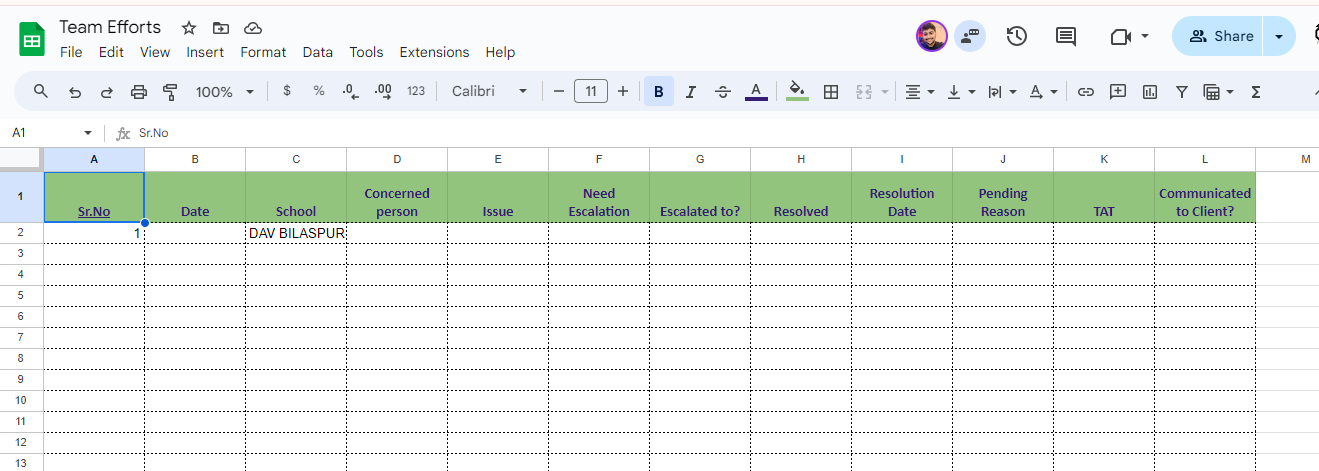 Team Efforts
File Edit View Insert Format Data Tools Extensions Help
Share
100% $ % .0 .00 123 Calibri 11 B I S A A
A1 fx Sr.No
A B C D E F G H I J K L M
1 Sr.No Date School Concerned person Issue Need Escalation Escalated to? Resolved Resolution Date Pending Reason TAT Communicated to Client?
2 1 DAV BILASPUR
3
4
5
6
7
8
9
10
11
12
13